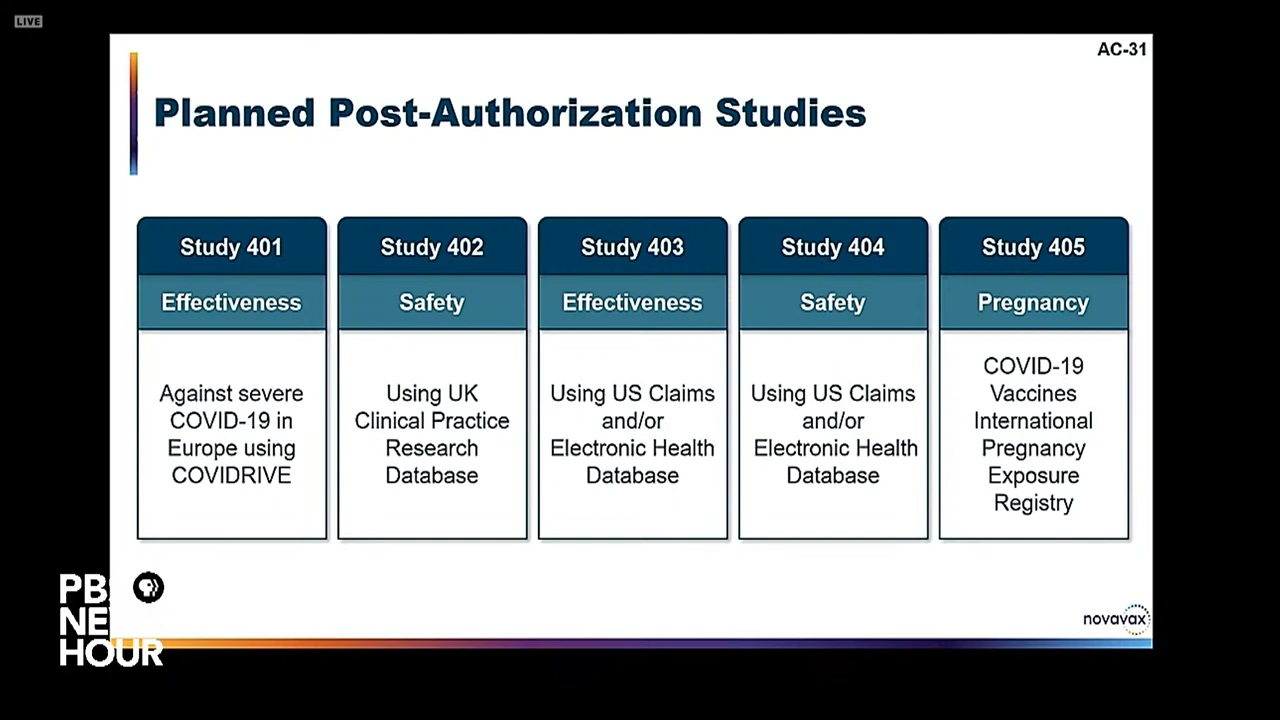 LIVE
AC-31
Planned Post-Authorization Studies
Study 401
Effectiveness
Against severe
COVID-19 in
Europe using
COVIDRIVE
Study 402
Safety
Using UK
Clinical Practice
Research
Database
Study 403
Effectiveness
Using US Claims
and/or
Electronic Health
Database
Study 404
Safety
Using US Claims
and/or
Electronic Health
Database
Study 405
Pregnancy
COVID-19
Vaccines
International
Pregnancy
Exposure
Registry
novavax
PB
NE
HOUR